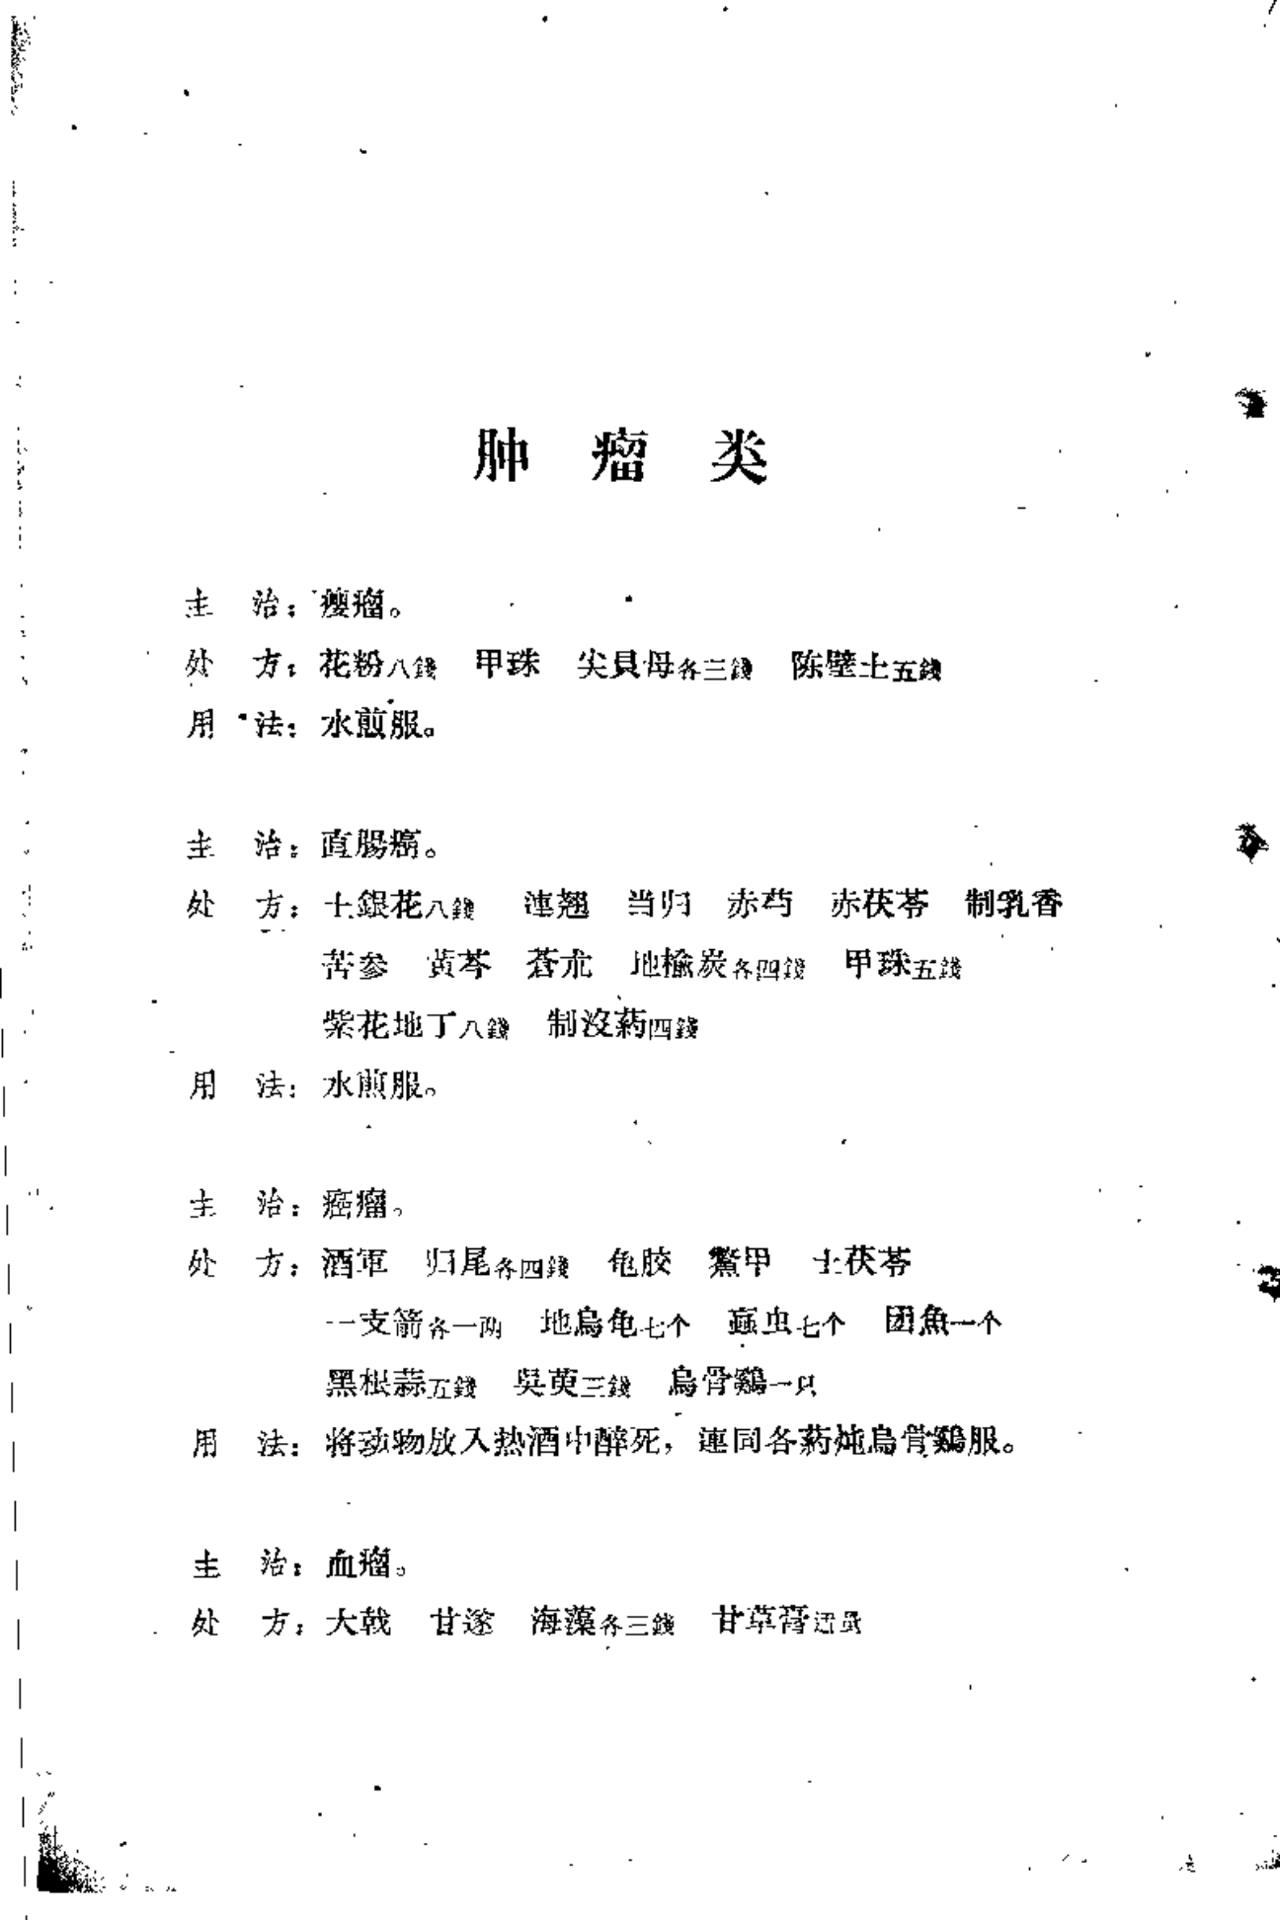 肿瘤类
主 治：瘿瘤。
处 方：花粉八錢 甲珠 尖貝母各三錢 陈壁土五錢
用 法：水煎服。
主 治：直腸癌。
处 方：土銀花八錢 連翘 当归 赤芍 赤茯苓 制乳香
苦参 黃芩 蒼朮 地榆炭各四錢 甲珠五錢
紫花地丁八錢 制沒葯四錢
用 法：水煎服。
主 治：癌瘤。
处 方：酒軍 归尾各四錢 龟胶 鱉甲 土茯苓
一支箭各一两 地烏龟七个 蝱虫七个 团魚一个
黑根蒜五錢 吳萸三錢 烏骨鷄一只
用 法：将动物放入热酒中醉死，連同各葯炖烏骨鷄服。
主 治：血瘤。
处 方：大戟 甘遂 海藻各三錢 甘草膏适量